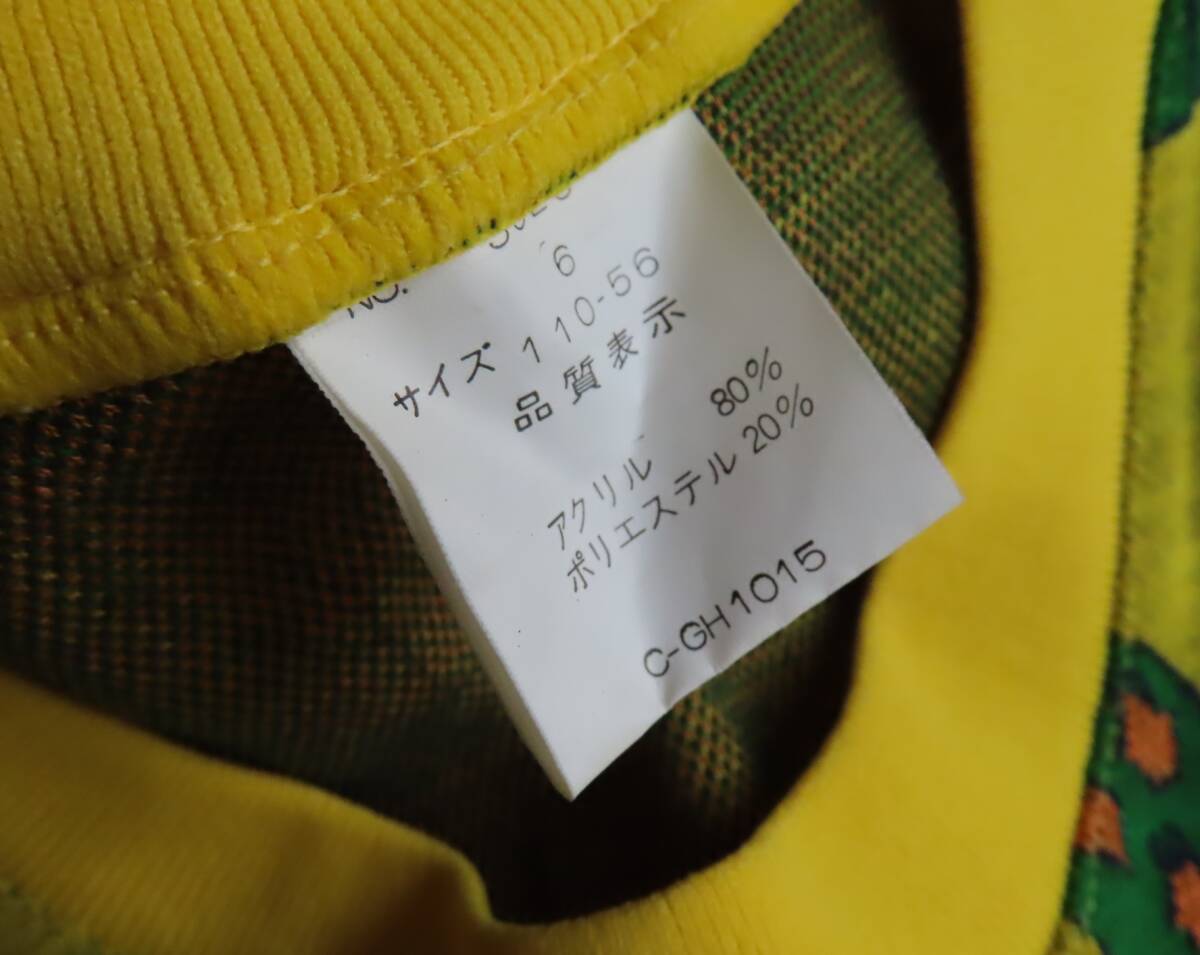 NO.
6
サイズ 110-56
品質表示
アクリル 80%
ポリエステル 20%
C-GH1015